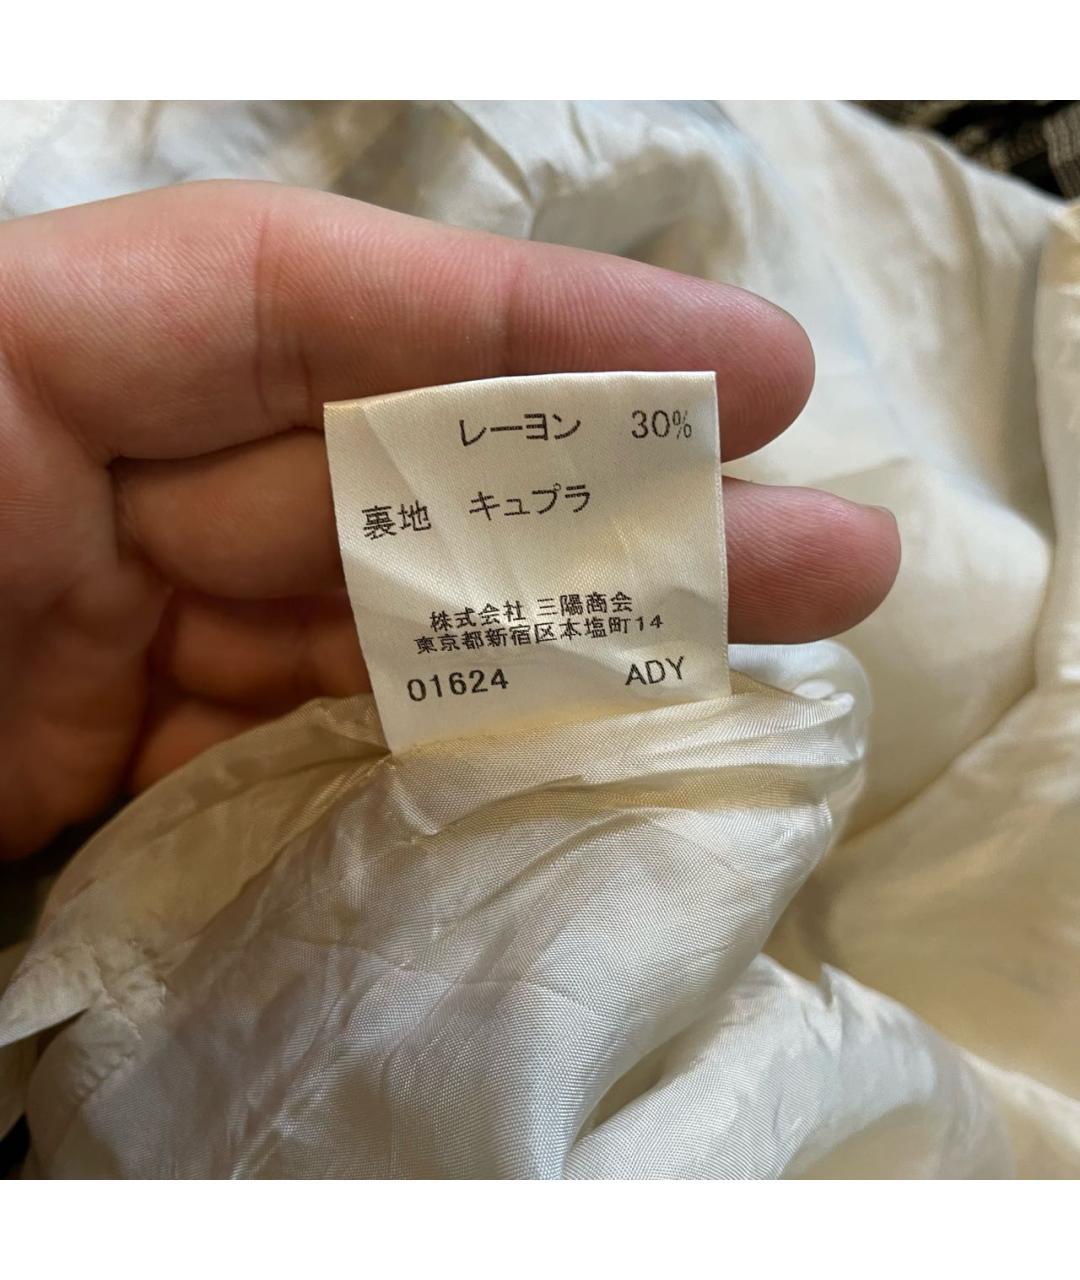 レーヨン 30%
裏地 キュプラ
株式会社 三陽商会
東京都新宿区本塩町14
01624 ADY